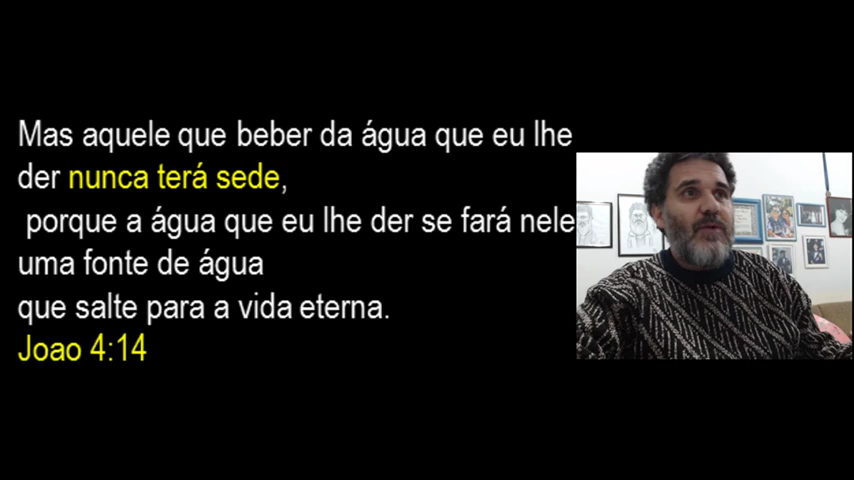 Mas aquele que beber da água que eu lhe
der nunca terá sede,
porque a água que eu lhe der se fará nele
uma fonte de água
que salte para a vida eterna.
Joao 4:14